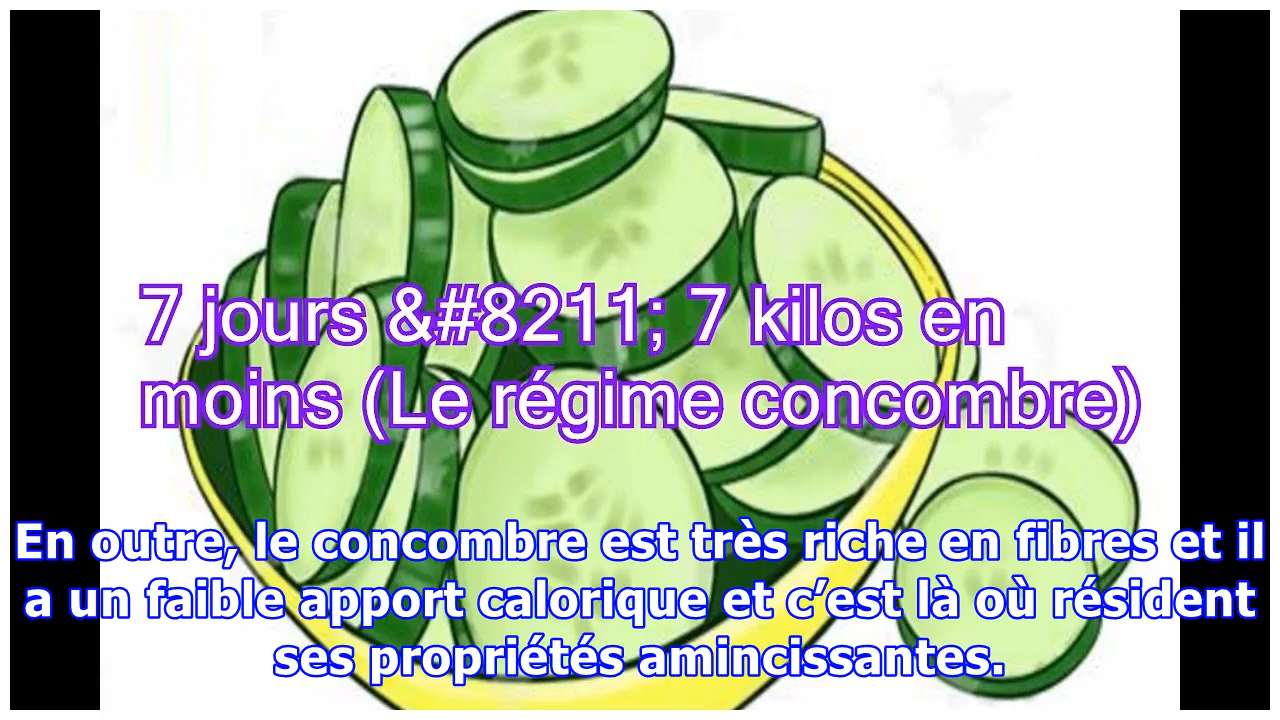 7 jours &#8211; 7 kilos en
moins (Le régime concombre)
En outre, le concombre est très riche en fibres et il
a un faible apport calorique et c’est là où résident
ses propriétés amincissantes.